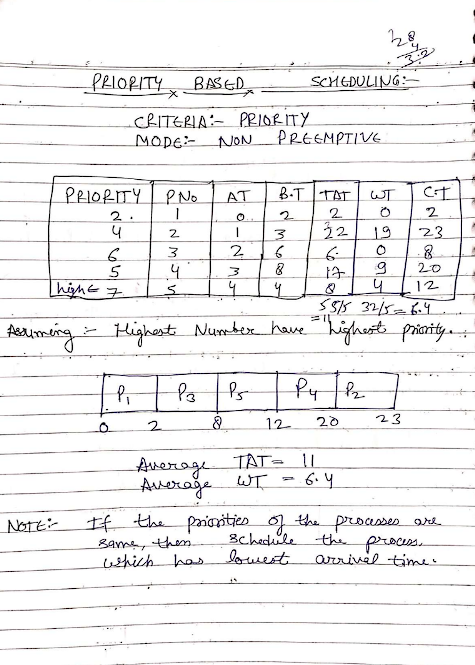 28
4
3.2
PRIORITY BASED SCHEDULING:-
CRITERIA:- PRIORITY
MODE:- NON PREEMPTIVE
PRIORITY P No AT B.T TAT WT C.T
2. 1 0. 2 2 0 2
4 2 1 3 22 19 23
6 3 2 6 6. 0 8
5 4 3 8 17 9 20
high ← 7 5 4 4 8 4 12
55/5 32/5 = 6.4
= 11
Assuming :- Highest Number have highest priority.
P1 P3 P5 P4 P2
0 2 8 12 20 23
Average TAT = 11
Average WT = 6.4
NOTE:- If the priorities of the processes are
same, then schedule the process,
which has lowest arrival time.